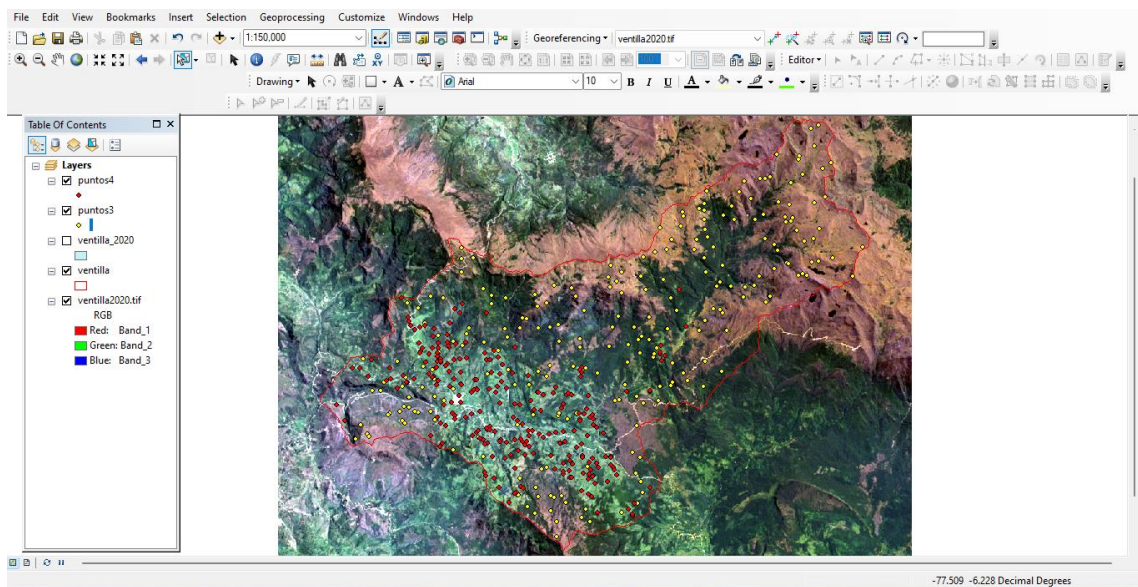 File Edit View Bookmarks Insert Selection Geoprocessing Customize Windows Help
1:150,000 Georeferencing ventilla2020.tif
Editor
Drawing A Arial 10 B I U A
Table Of Contents
Layers
puntos4
puntos3
ventilla_2020
ventilla
ventilla2020.tif
RGB
Red: Band_1
Green: Band_2
Blue: Band_3
-77.509 -6.228 Decimal Degrees